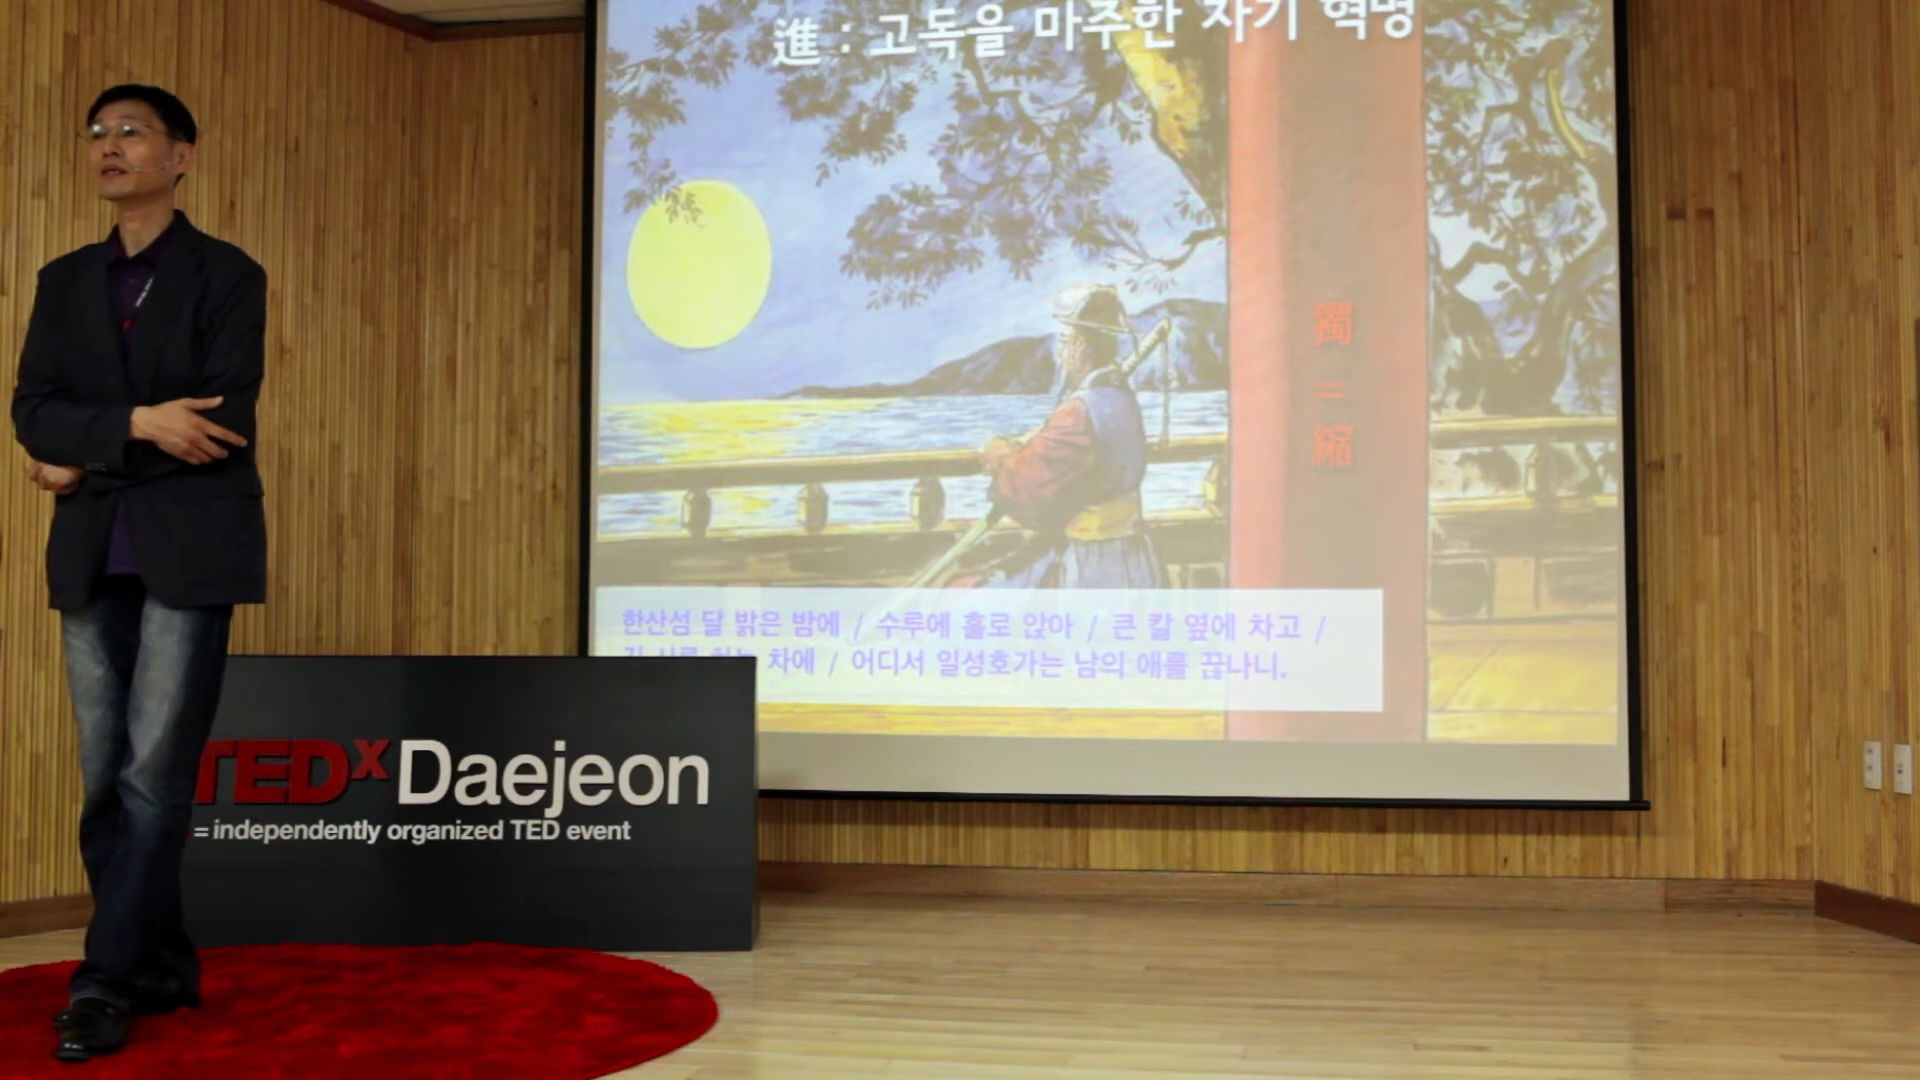 進 : 고독을 마주한 자기 혁명
獨
=
縮
한산섬 달 밝은 밤에 / 수루에 홀로 앉아 / 큰 칼 옆에 차고 /
차에 / 어디서 일성호가는 남의 애를 끊나니.
TEDx Daejeon
= independently organized TED event